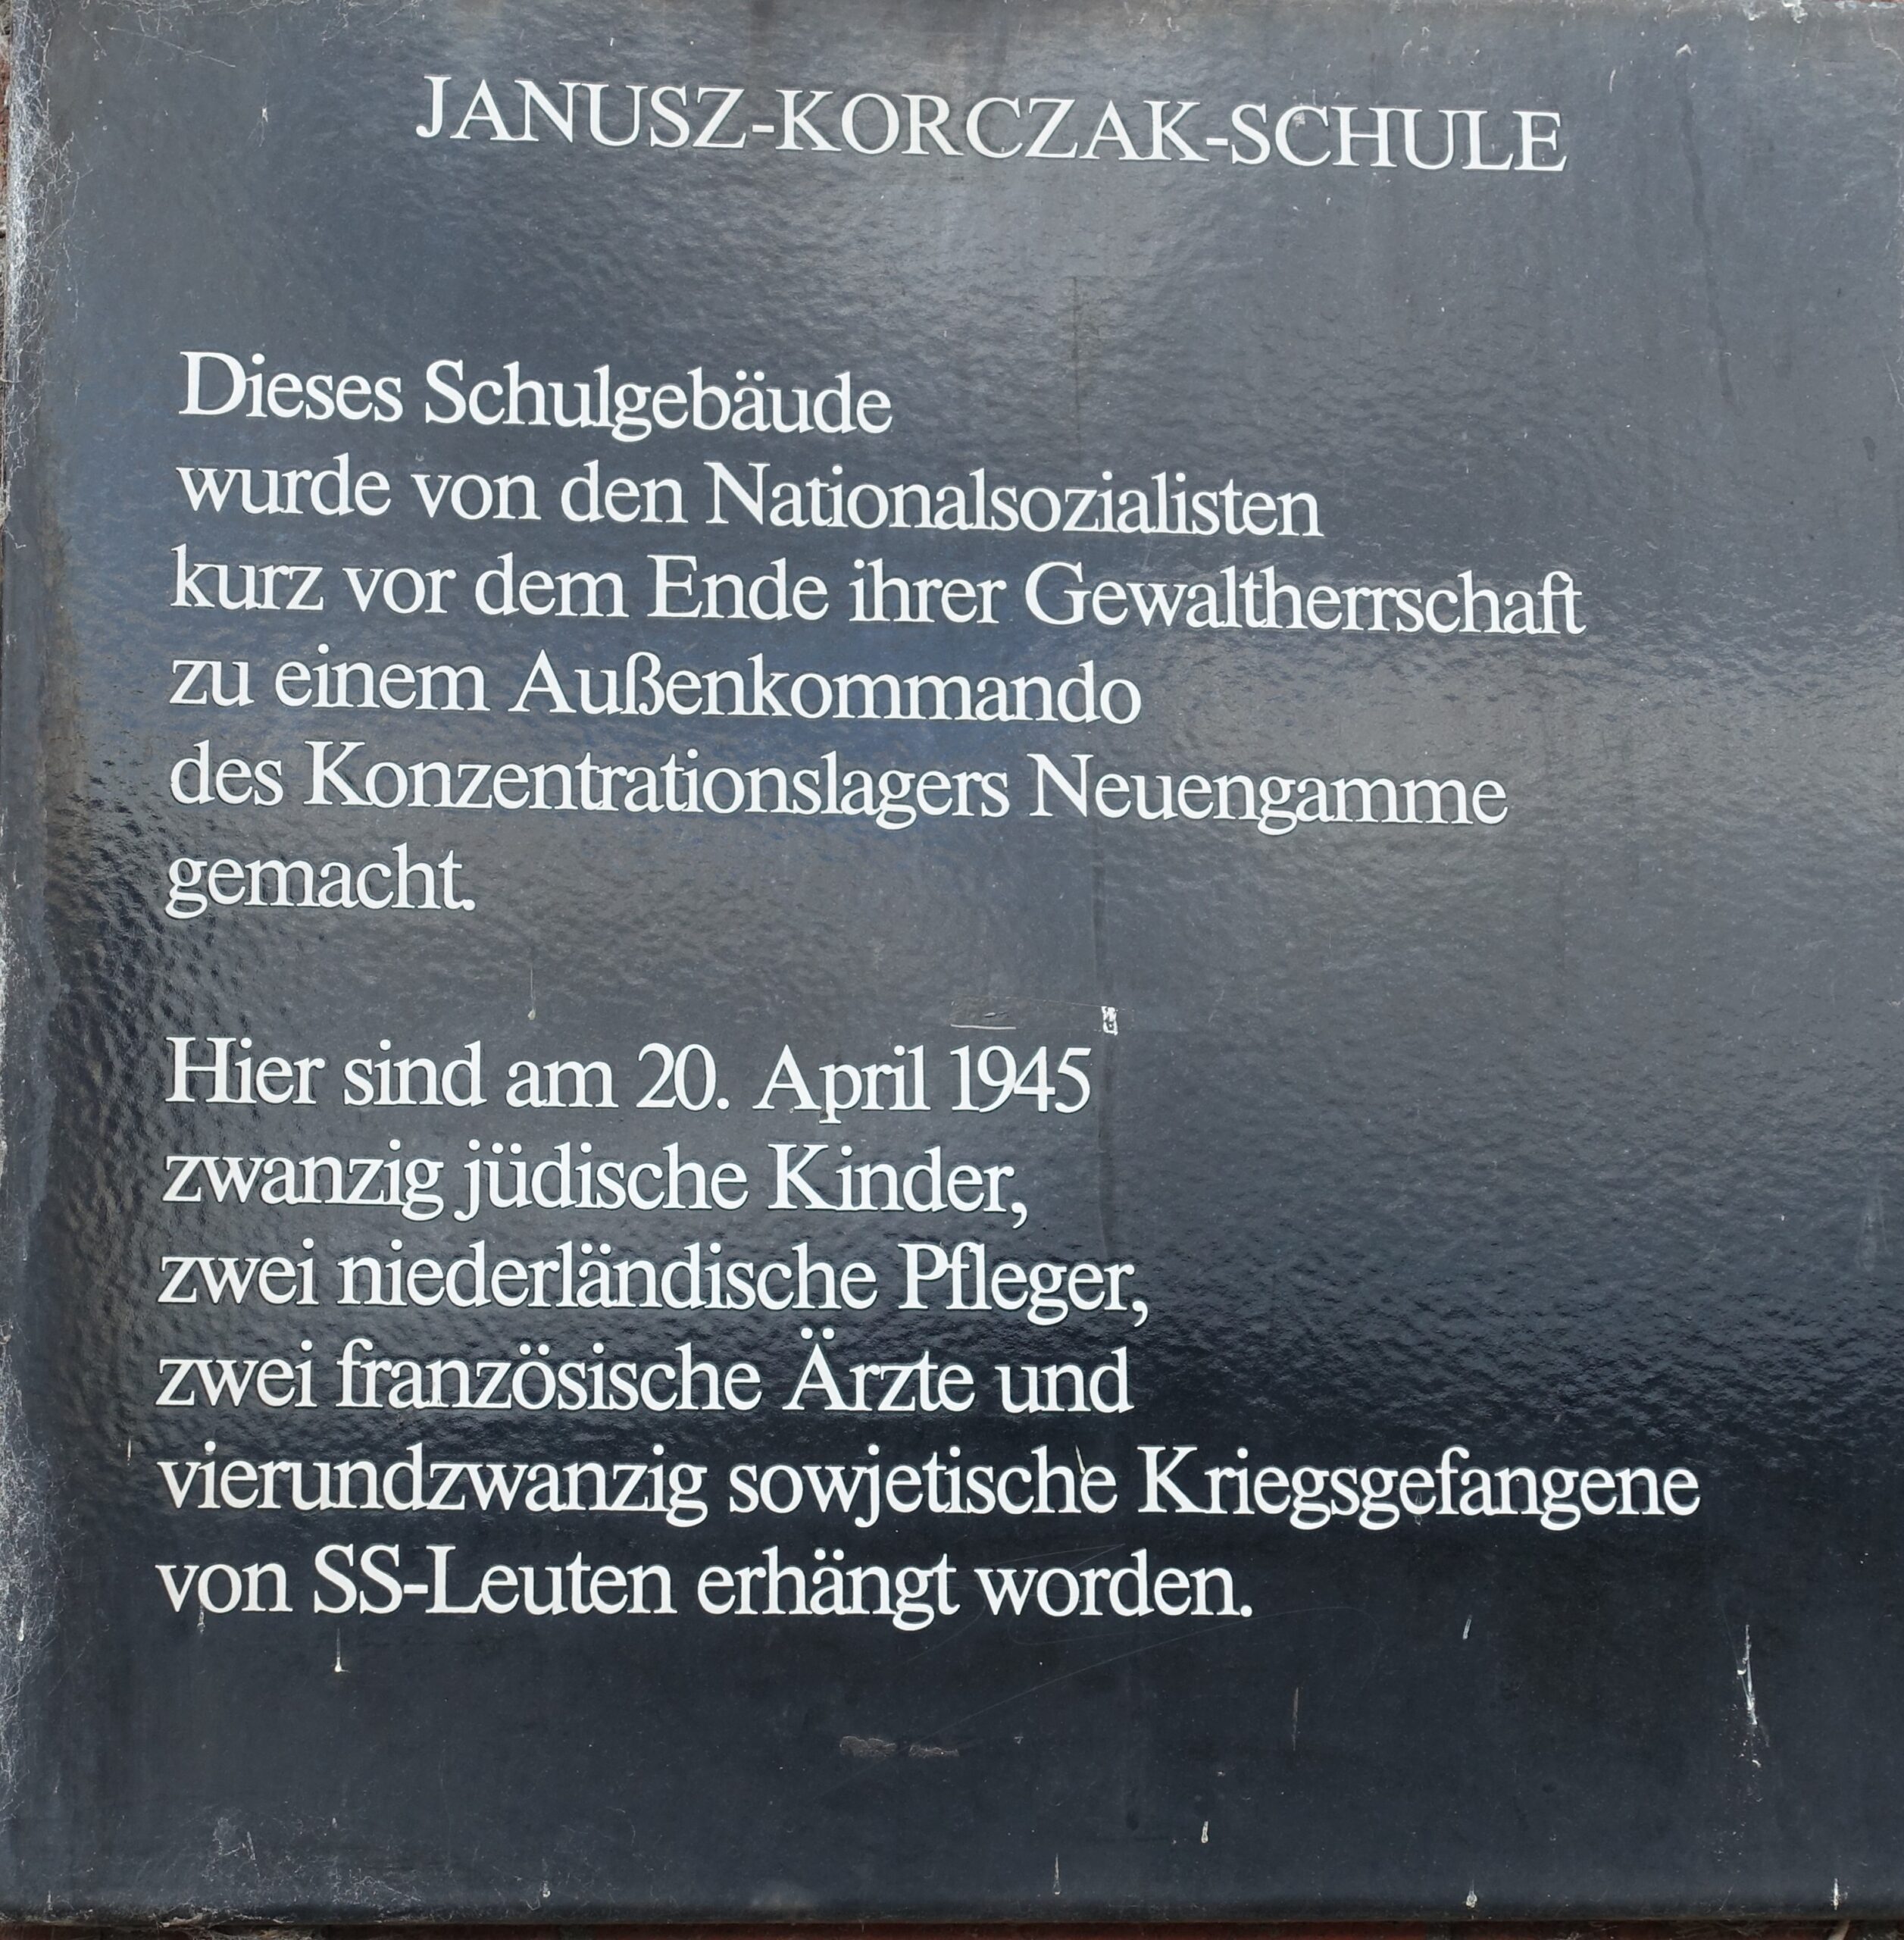 JANUSZ-KORCZAK-SCHULE
Dieses Schulgebäude
wurde von den Nationalsozialisten
kurz vor dem Ende ihrer Gewaltherrschaft
zu einem Außenkommando
des Konzentrationslagers Neuengamme
gemacht.
Hier sind am 20. April 1945
zwanzig jüdische Kinder,
zwei niederländische Pfleger,
zwei französische Ärzte und
vierundzwanzig sowjetische Kriegsgefangene
von SS-Leuten erhängt worden.